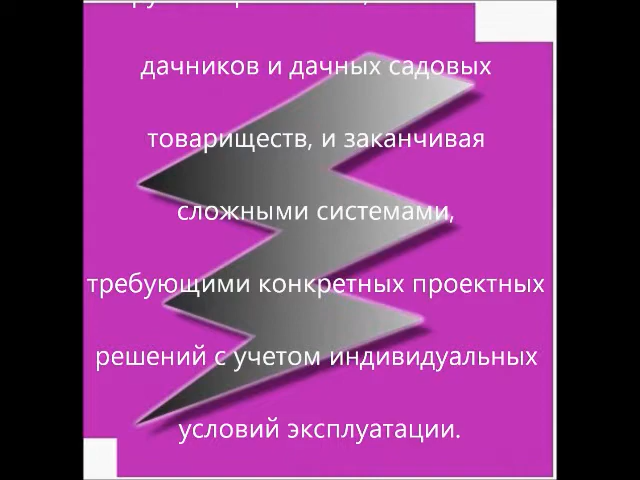 дачников и дачных садовых
товариществ, и заканчивая
сложными системами,
требующими конкретных проектных
решений с учетом индивидуальных
условий эксплуатации.